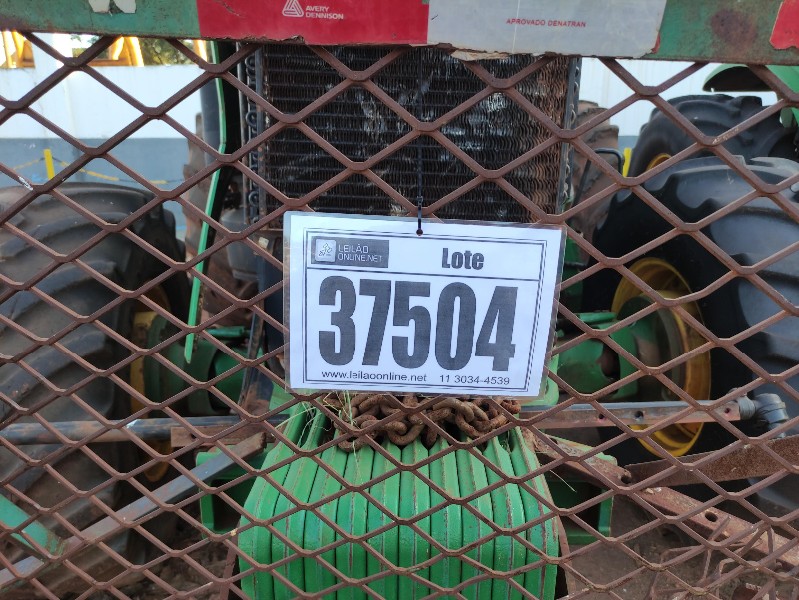 AVERY
DENNISON
APROVADO DENATRAN
LEILÃO
ONLINE.NET
Lote
37504
www.leilaoonline.net 11 3034-4539